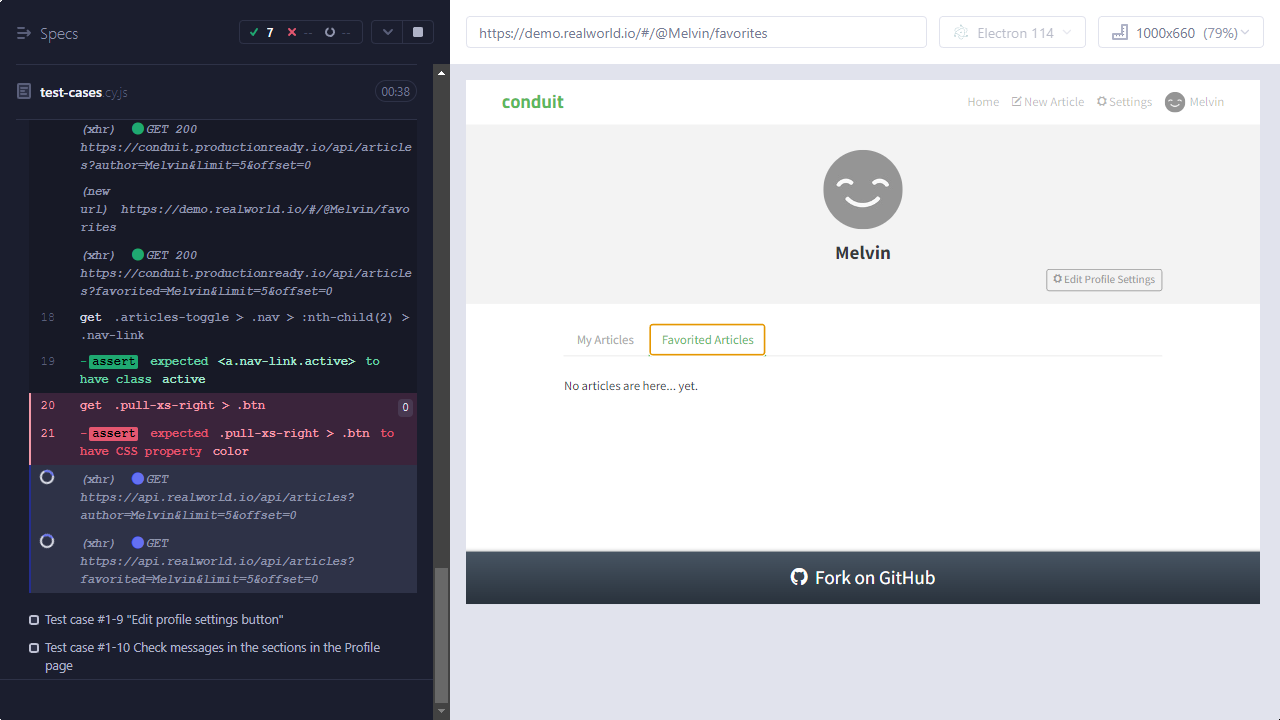 Specs
7
--
--
test-cases.cy.js
00:38
(xhr) GET 200
https://conduit.productionready.io/api/article
s?author=Melvin&limit=5&offset=0
(new
url) https://demo.realworld.io/#/@Melvin/favo
rites
(xhr) GET 200
https://conduit.productionready.io/api/article
s?favorited=Melvin&limit=5&offset=0
18 get .articles-toggle > .nav > :nth-child(2) >
.nav-link
19 -assert expected <a.nav-link.active> to
have class active
20 get .pull-xs-right > .btn 0
21 -assert expected .pull-xs-right > .btn to
have CSS property color
(xhr) GET
https://api.realworld.io/api/articles?
author=Melvin&limit=5&offset=0
(xhr) GET
https://api.realworld.io/api/articles?
favorited=Melvin&limit=5&offset=0
Test case #1-9 "Edit profile settings button"
Test case #1-10 Check messages in the sections in the Profile
page
https://demo.realworld.io/#/@Melvin/favorites
Electron 114
1000x660 (79%)
conduit
Home
New Article
Settings
Melvin
Melvin
Edit Profile Settings
My Articles
Favorited Articles
No articles are here... yet.
Fork on GitHub